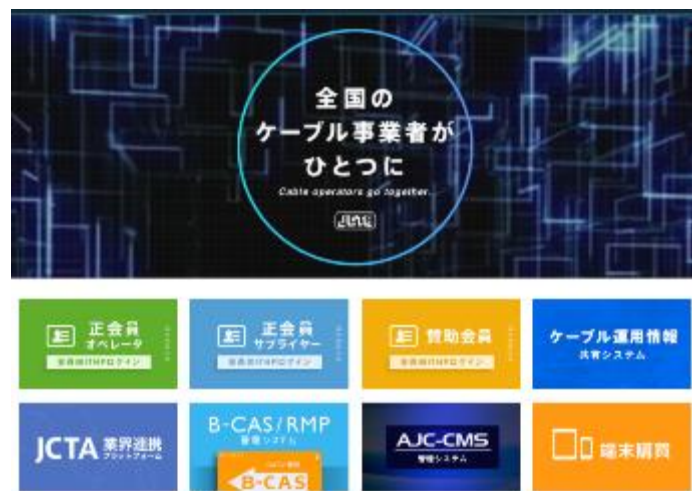 全国の
ケーブル事業者が
ひとつに
Cable operators go together.
正会員
オペレータ
正会員
サプライヤー
賛助会員
ケーブル運用情報
共有システム
JCTA 業界連携
プラットフォーム
B-CAS/RMP
管理システム
B-CAS
AJC-CMS
管理システム
端末購買